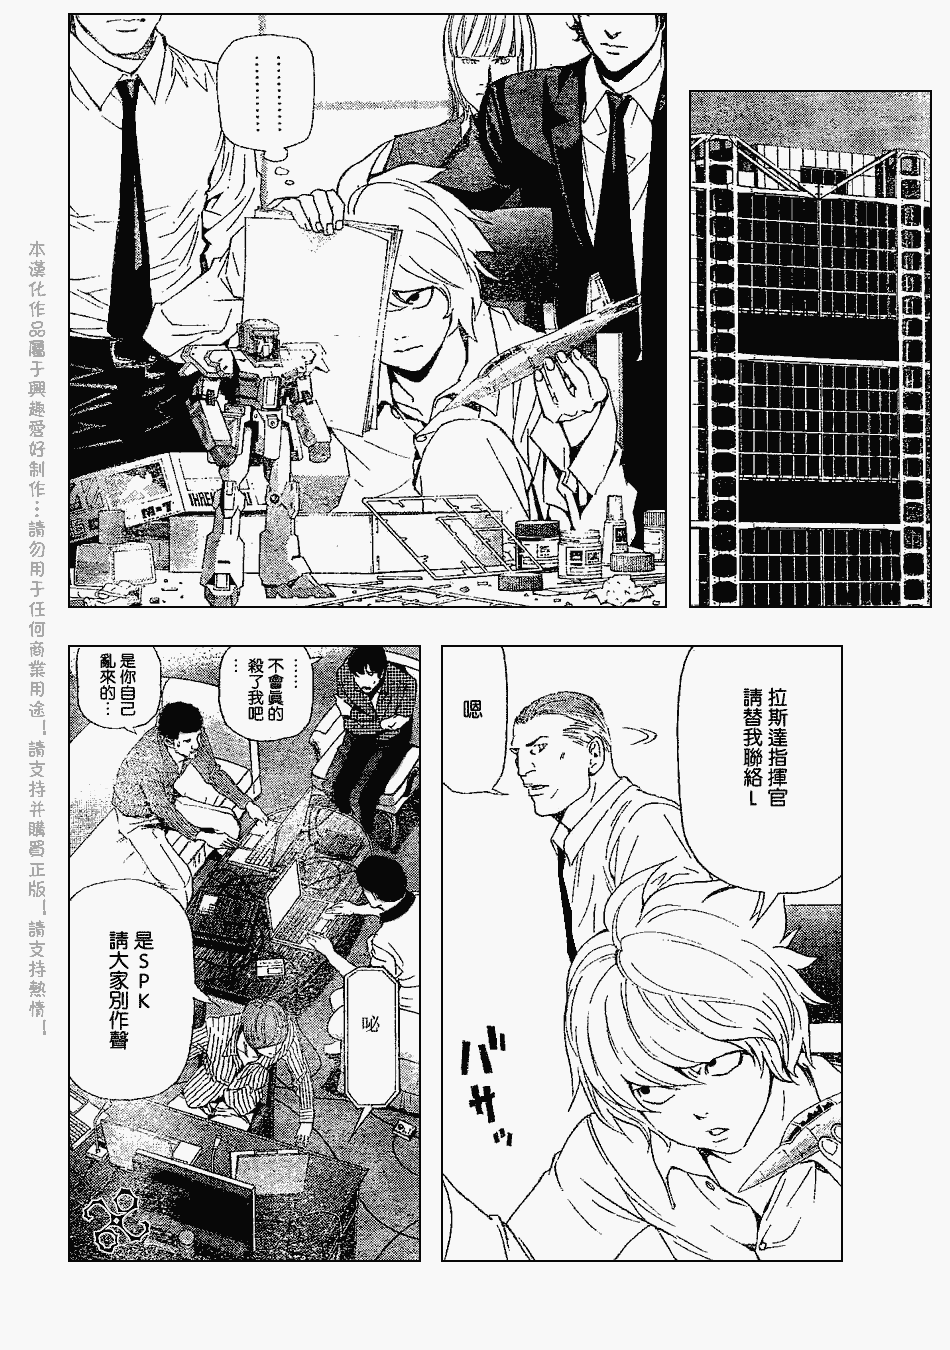 …………
…………
M-7
拉斯達指揮官
請替我聯絡L
嗯
バサッ
……
不會真的
殺了我吧
…
是你自己
亂來的…
嗶
是SPK
請大家別作聲
本漢化作品屬于興趣愛好制作…請勿用于任何商業用途！請支持并購買正版！請支持熱情！